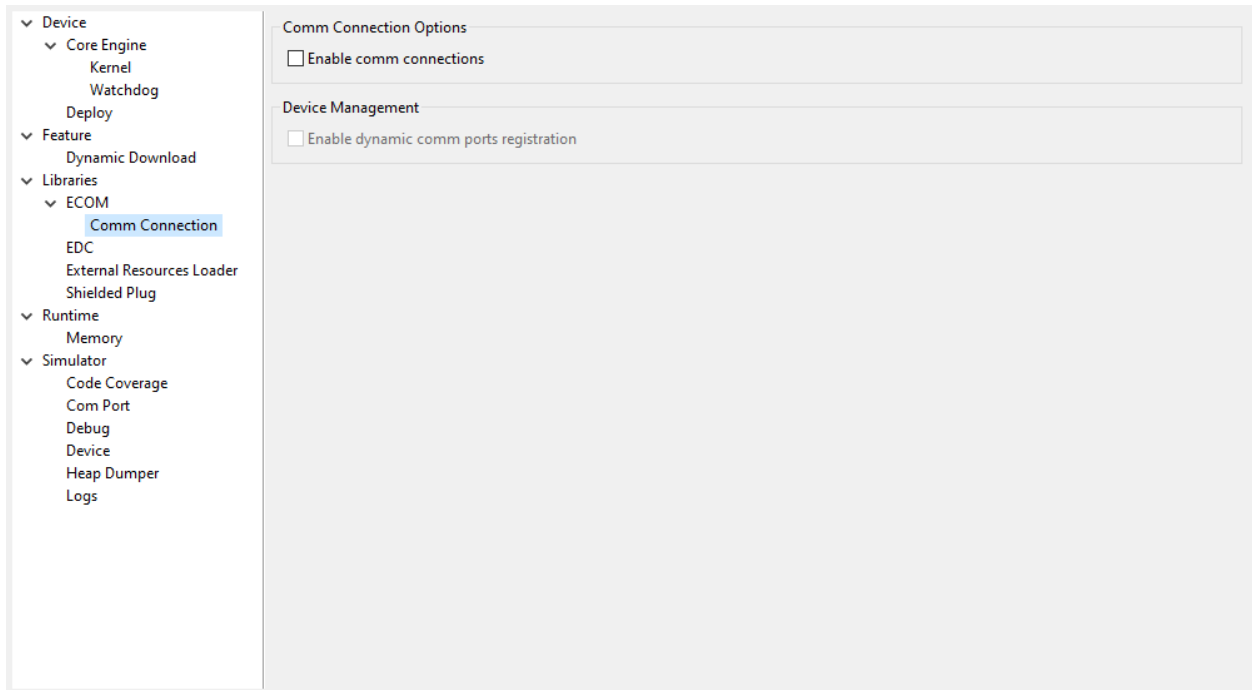 Device
Core Engine
Kernel
Watchdog
Deploy
Feature
Dynamic Download
Libraries
ECOM
Comm Connection
EDC
External Resources Loader
Shielded Plug
Runtime
Memory
Simulator
Code Coverage
Com Port
Debug
Device
Heap Dumper
Logs
Comm Connection Options
Enable comm connections
Device Management
Enable dynamic comm ports registration